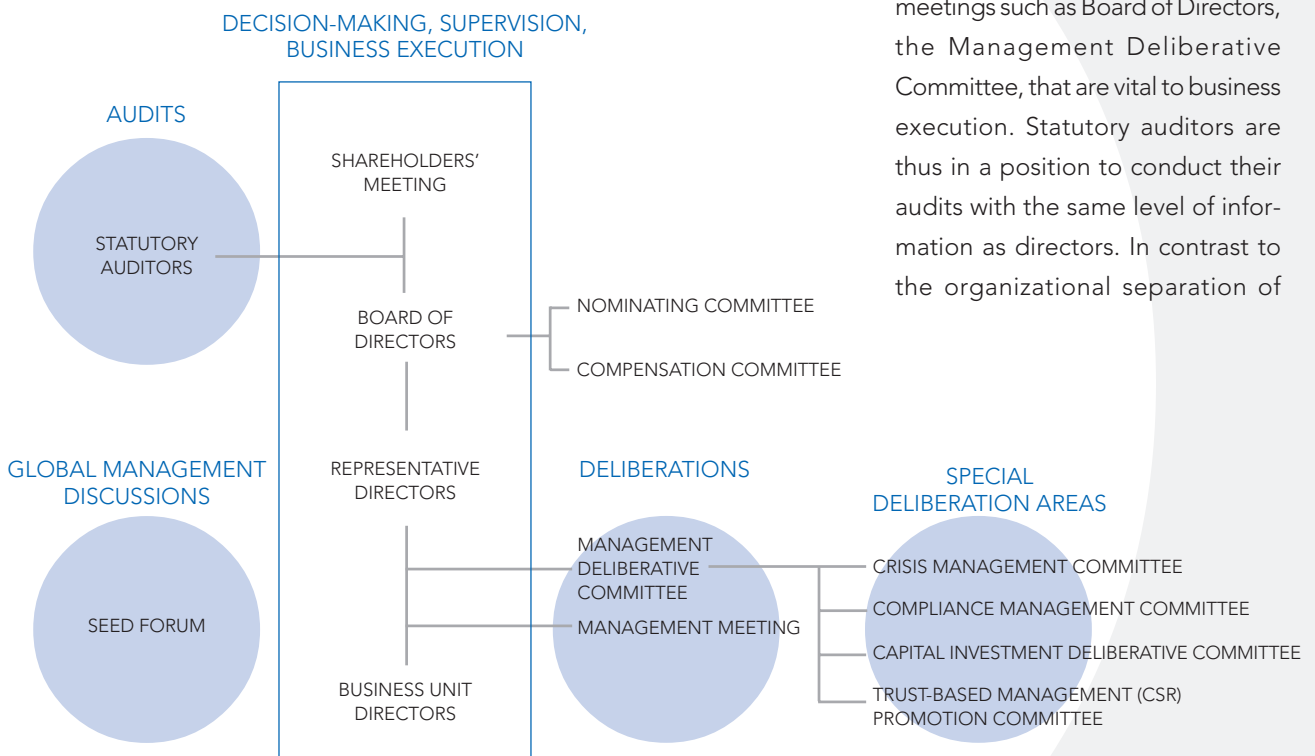 DECISION-MAKING, SUPERVISION,
BUSINESS EXECUTION
AUDITS
SHAREHOLDERS'
MEETING
STATUTORY
AUDITORS
BOARD OF
DIRECTORS
NOMINATING COMMITTEE
COMPENSATION COMMITTEE
GLOBAL MANAGEMENT
DISCUSSIONS
REPRESENTATIVE
DIRECTORS
DELIBERATIONS
SPECIAL
DELIBERATION AREAS
SEED FORUM
MANAGEMENT
DELIBERATIVE
COMMITTEE
MANAGEMENT MEETING
CRISIS MANAGEMENT COMMITTEE
COMPLIANCE MANAGEMENT COMMITTEE
CAPITAL INVESTMENT DELIBERATIVE COMMITTEE
TRUST-BASED MANAGEMENT (CSR)
PROMOTION COMMITTEE
BUSINESS UNIT
DIRECTORS
meetings such as Board of Directors,
the Management Deliberative
Committee, that are vital to business
execution. Statutory auditors are
thus in a position to conduct their
audits with the same level of infor-
mation as directors. In contrast to
the organizational separation of